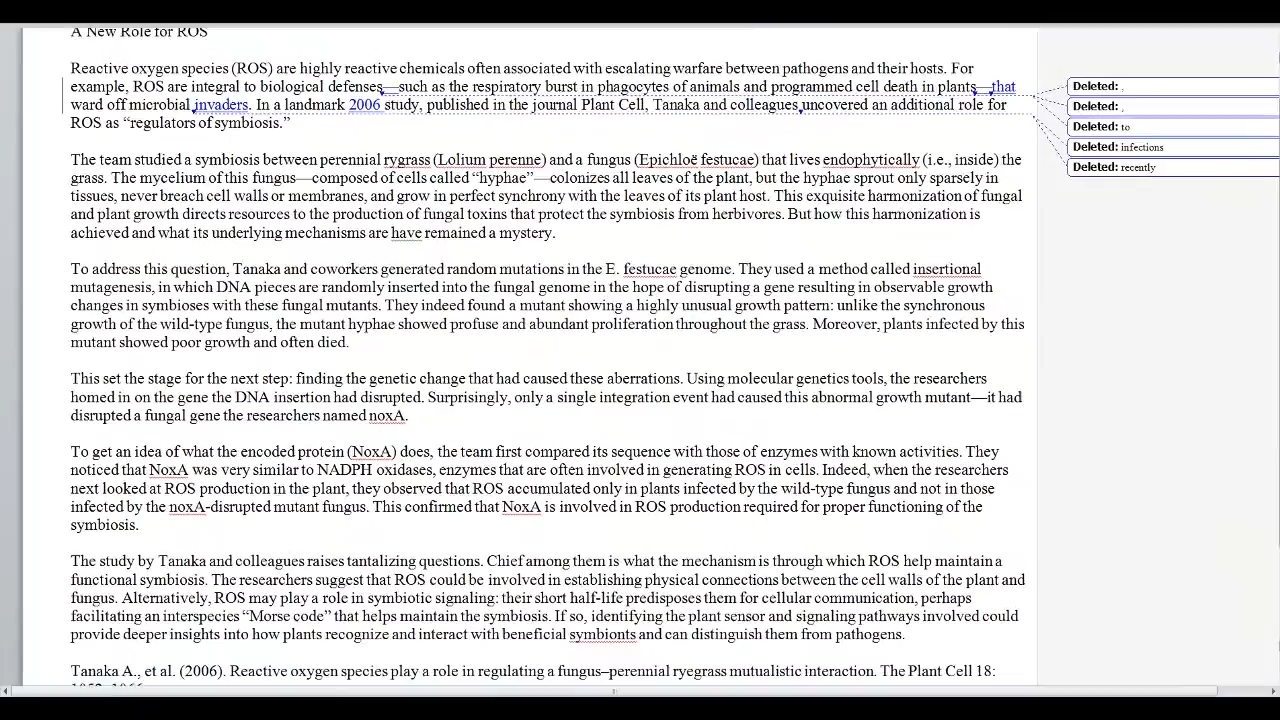 A New Role for ROS
Reactive oxygen species (ROS) are highly reactive chemicals often associated with escalating warfare between pathogens and their hosts. For
example, ROS are integral to biological defenses—such as the respiratory burst in phagocytes of animals and programmed cell death in plants—that
ward off microbial invaders. In a landmark 2006 study, published in the journal Plant Cell, Tanaka and colleagues uncovered an additional role for
ROS as “regulators of symbiosis.”
The team studied a symbiosis between perennial rygrass (Lolium perenne) and a fungus (Epichloë festucae) that lives endophytically (i.e., inside) the
grass. The mycelium of this fungus—composed of cells called “hyphae”—colonizes all leaves of the plant, but the hyphae sprout only sparsely in
tissues, never breach cell walls or membranes, and grow in perfect synchrony with the leaves of its plant host. This exquisite harmonization of fungal
and plant growth directs resources to the production of fungal toxins that protect the symbiosis from herbivores. But how this harmonization is
achieved and what its underlying mechanisms are have remained a mystery.
To address this question, Tanaka and coworkers generated random mutations in the E. festucae genome. They used a method called insertional
mutagenesis, in which DNA pieces are randomly inserted into the fungal genome in the hope of disrupting a gene resulting in observable growth
changes in symbioses with these fungal mutants. They indeed found a mutant showing a highly unusual growth pattern: unlike the synchronous
growth of the wild-type fungus, the mutant hyphae showed profuse and abundant proliferation throughout the grass. Moreover, plants infected by this
mutant showed poor growth and often died.
This set the stage for the next step: finding the genetic change that had caused these aberrations. Using molecular genetics tools, the researchers
homed in on the gene the DNA insertion had disrupted. Surprisingly, only a single integration event had caused this abnormal growth mutant—it had
disrupted a fungal gene the researchers named noxA.
To get an idea of what the encoded protein (NoxA) does, the team first compared its sequence with those of enzymes with known activities. They
noticed that NoxA was very similar to NADPH oxidases, enzymes that are often involved in generating ROS in cells. Indeed, when the researchers
next looked at ROS production in the plant, they observed that ROS accumulated only in plants infected by the wild-type fungus and not in those
infected by the noxA-disrupted mutant fungus. This confirmed that NoxA is involved in ROS production required for proper functioning of the
symbiosis.
The study by Tanaka and colleagues raises tantalizing questions. Chief among them is what the mechanism is through which ROS help maintain a
functional symbiosis. The researchers suggest that ROS could be involved in establishing physical connections between the cell walls of the plant and
fungus. Alternatively, ROS may play a role in symbiotic signaling: their short half-life predisposes them for cellular communication, perhaps
facilitating an interspecies “Morse code” that helps maintain the symbiosis. If so, identifying the plant sensor and signaling pathways involved could
provide deeper insights into how plants recognize and interact with beneficial symbionts and can distinguish them from pathogens.
Tanaka A., et al. (2006). Reactive oxygen species play a role in regulating a fungus–perennial ryegrass mutualistic interaction. The Plant Cell 18:
Deleted: ,
Deleted: ,
Deleted: to
Deleted: infections
Deleted: recently